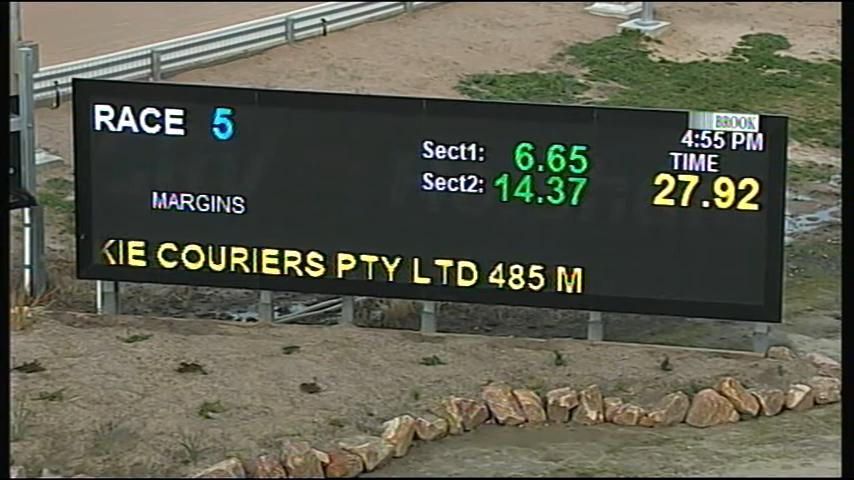 BROOK
RACE 5
4:55 PM
Sect1: 6.65
TIME
Sect2: 14.37
27.92
MARGINS
KIE COURIERS PTY LTD 485 M